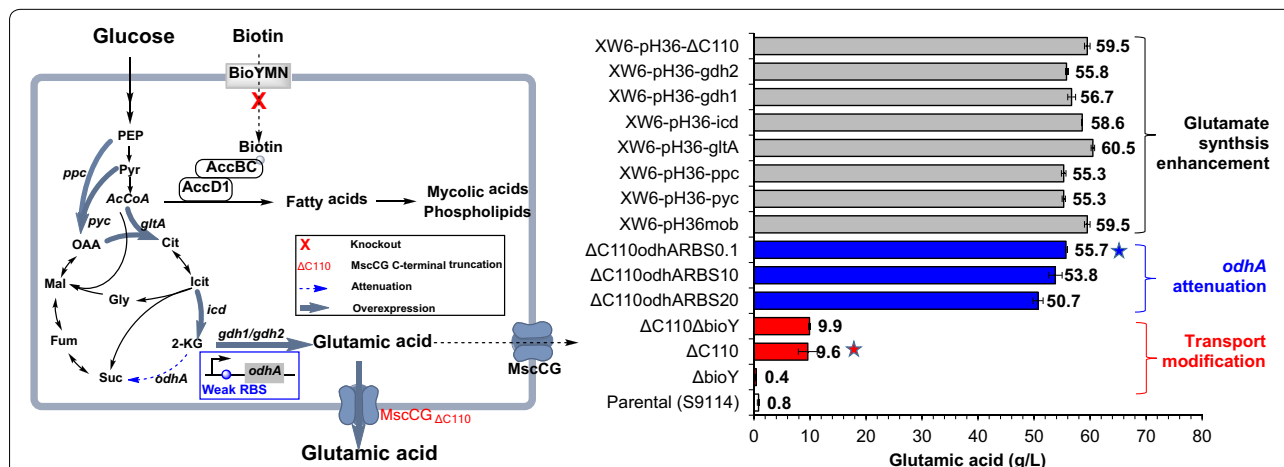 Glucose
Biotin
BioYMN
X
PEP
Biotin
ppc
Pyr
AccBC
AccD1
AcCoA
Fatty acids
Mycolic acids
Phospholipids
pyc
gltA
OAA
Cit
X Knockout
ΔC110 MscCG C-terminal truncation
Attenuation
Overexpression
Mal
Icit
Gly
icd
Fum
2-KG
gdh1/gdh2
Glutamic acid
MscCG
odhA
Suc
odhA
Weak RBS
MscCG ΔC110
Glutamic acid
XW6-pH36-ΔC110 59.5
XW6-pH36-gdh2 55.8
XW6-pH36-gdh1 56.7
XW6-pH36-icd 58.6
XW6-pH36-gltA 60.5
XW6-pH36-ppc 55.3
XW6-pH36-pyc 55.3
XW6-pH36mob 59.5
Glutamate
synthsis
enhancement
ΔC110odhARBS0.1 55.7
ΔC110odhARBS10 53.8
ΔC110odhARBS20 50.7
odhA
attenuation
ΔC110ΔbioY 9.9
ΔC110 9.6
ΔbioY 0.4
Parental (S9114) 0.8
Transport
modification
0 10 20 30 40 50 60 70 80
Glutamic acid (g/L)